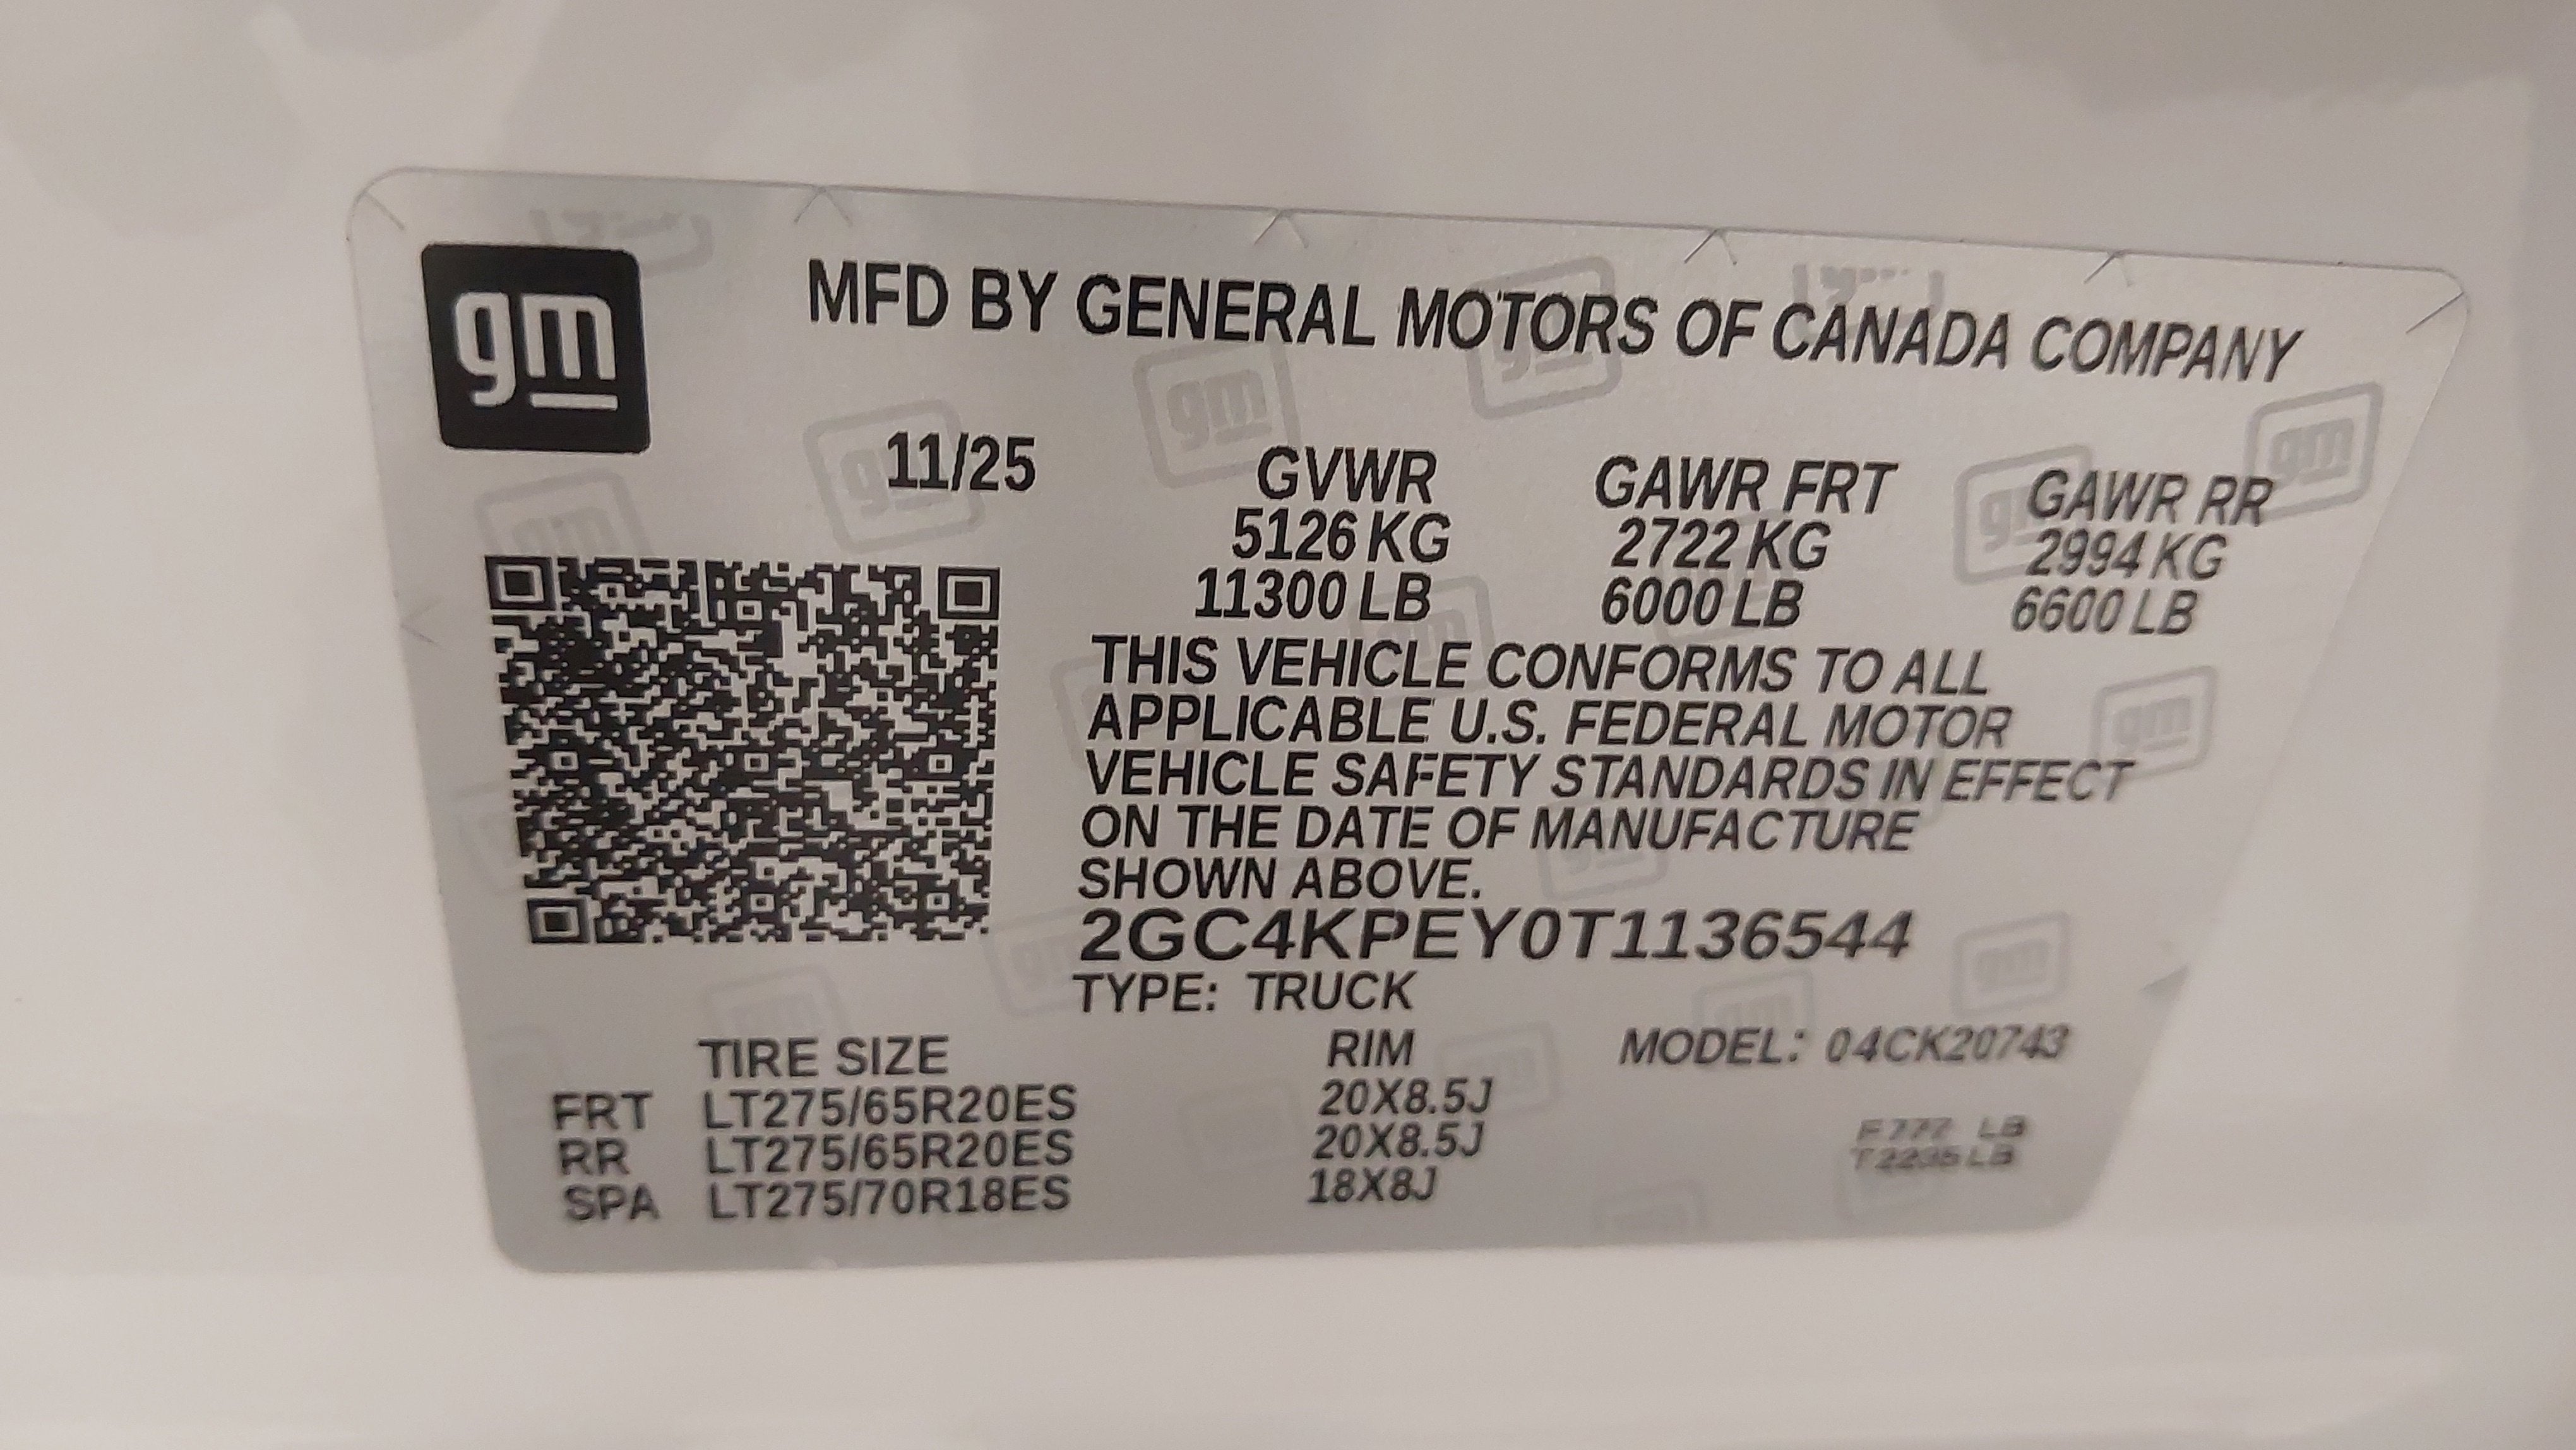 gm
MFD BY GENERAL MOTORS OF CANADA COMPANY
11/25 GVWR GAWR FRT GAWR RR
5126 KG 2722 KG 2994 KG
11300 LB 6000 LB 6600 LB
THIS VEHICLE CONFORMS TO ALL
APPLICABLE U.S. FEDERAL MOTOR
VEHICLE SAFETY STANDARDS IN EFFECT
ON THE DATE OF MANUFACTURE
SHOWN ABOVE.
2GC4KPEY0T1136544
TYPE: TRUCK
TIRE SIZE RIM MODEL: 04CK20743
FRT LT275/65R20ES 20X8.5J
RR LT275/65R20ES 20X8.5J
SPA LT275/70R18ES 18X8J
LB
LB